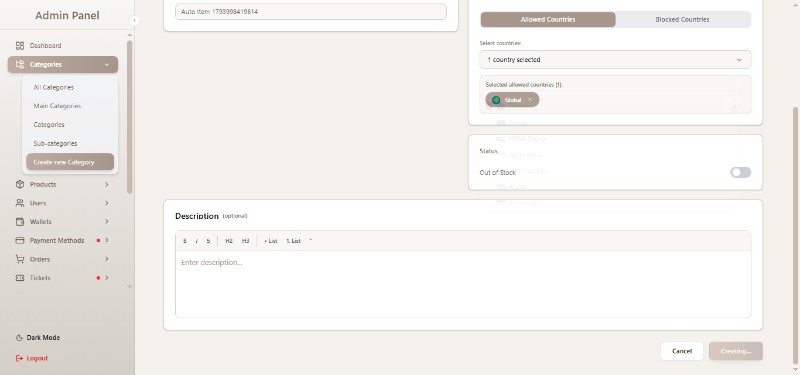 Admin Panel
Dashboard
Categories
All Categories
Main Categories
Categories
Sub-categories
Create new Category
Products
Users
Wallets
Payment Methods
Orders
Tickets
Dark Mode
Logout
Auto Item 1793998419614
Allowed Countries
Blocked Countries
Select countries:
1 country selected
Selected allowed countries (1):
Global ×
Status
Out of Stock
Description (optional)
B I S H2 H3 • List 1. List "
Enter description...
Cancel
Creating...